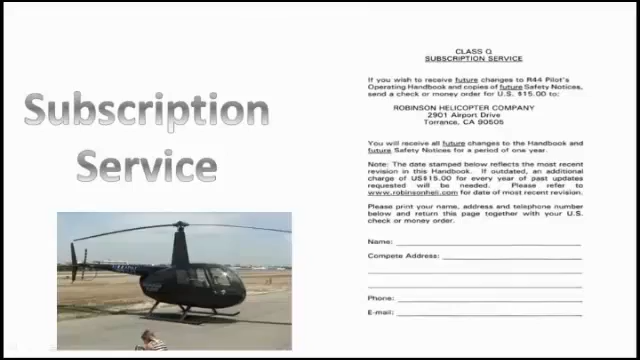 Subscription
Service
CLASS Q
SUBSCRIPTION SERVICE
If you wish to receive future changes to R44 Pilot's
Operating Handbook and copies of future Safety Notices,
send a check or money order for U.S. $15.00 to:
ROBINSON HELICOPTER COMPANY
2901 Airport Drive
Torrance, CA 90505
You will receive all future changes to the Handbook and
future Safety Notices for a period of one year.
Note: The date stamped below reflects the most recent
revision in this Handbook. If outdated, an additional
charge of US$15.00 for every year of past updates
requested will be needed. Please refer to
www.robinsonheli.com for date of most recent revision.
Please print your name, address and telephone number
below and return this page together with your U.S.
check or money order.
Name:
Compete Address:
Phone:
E-mail: